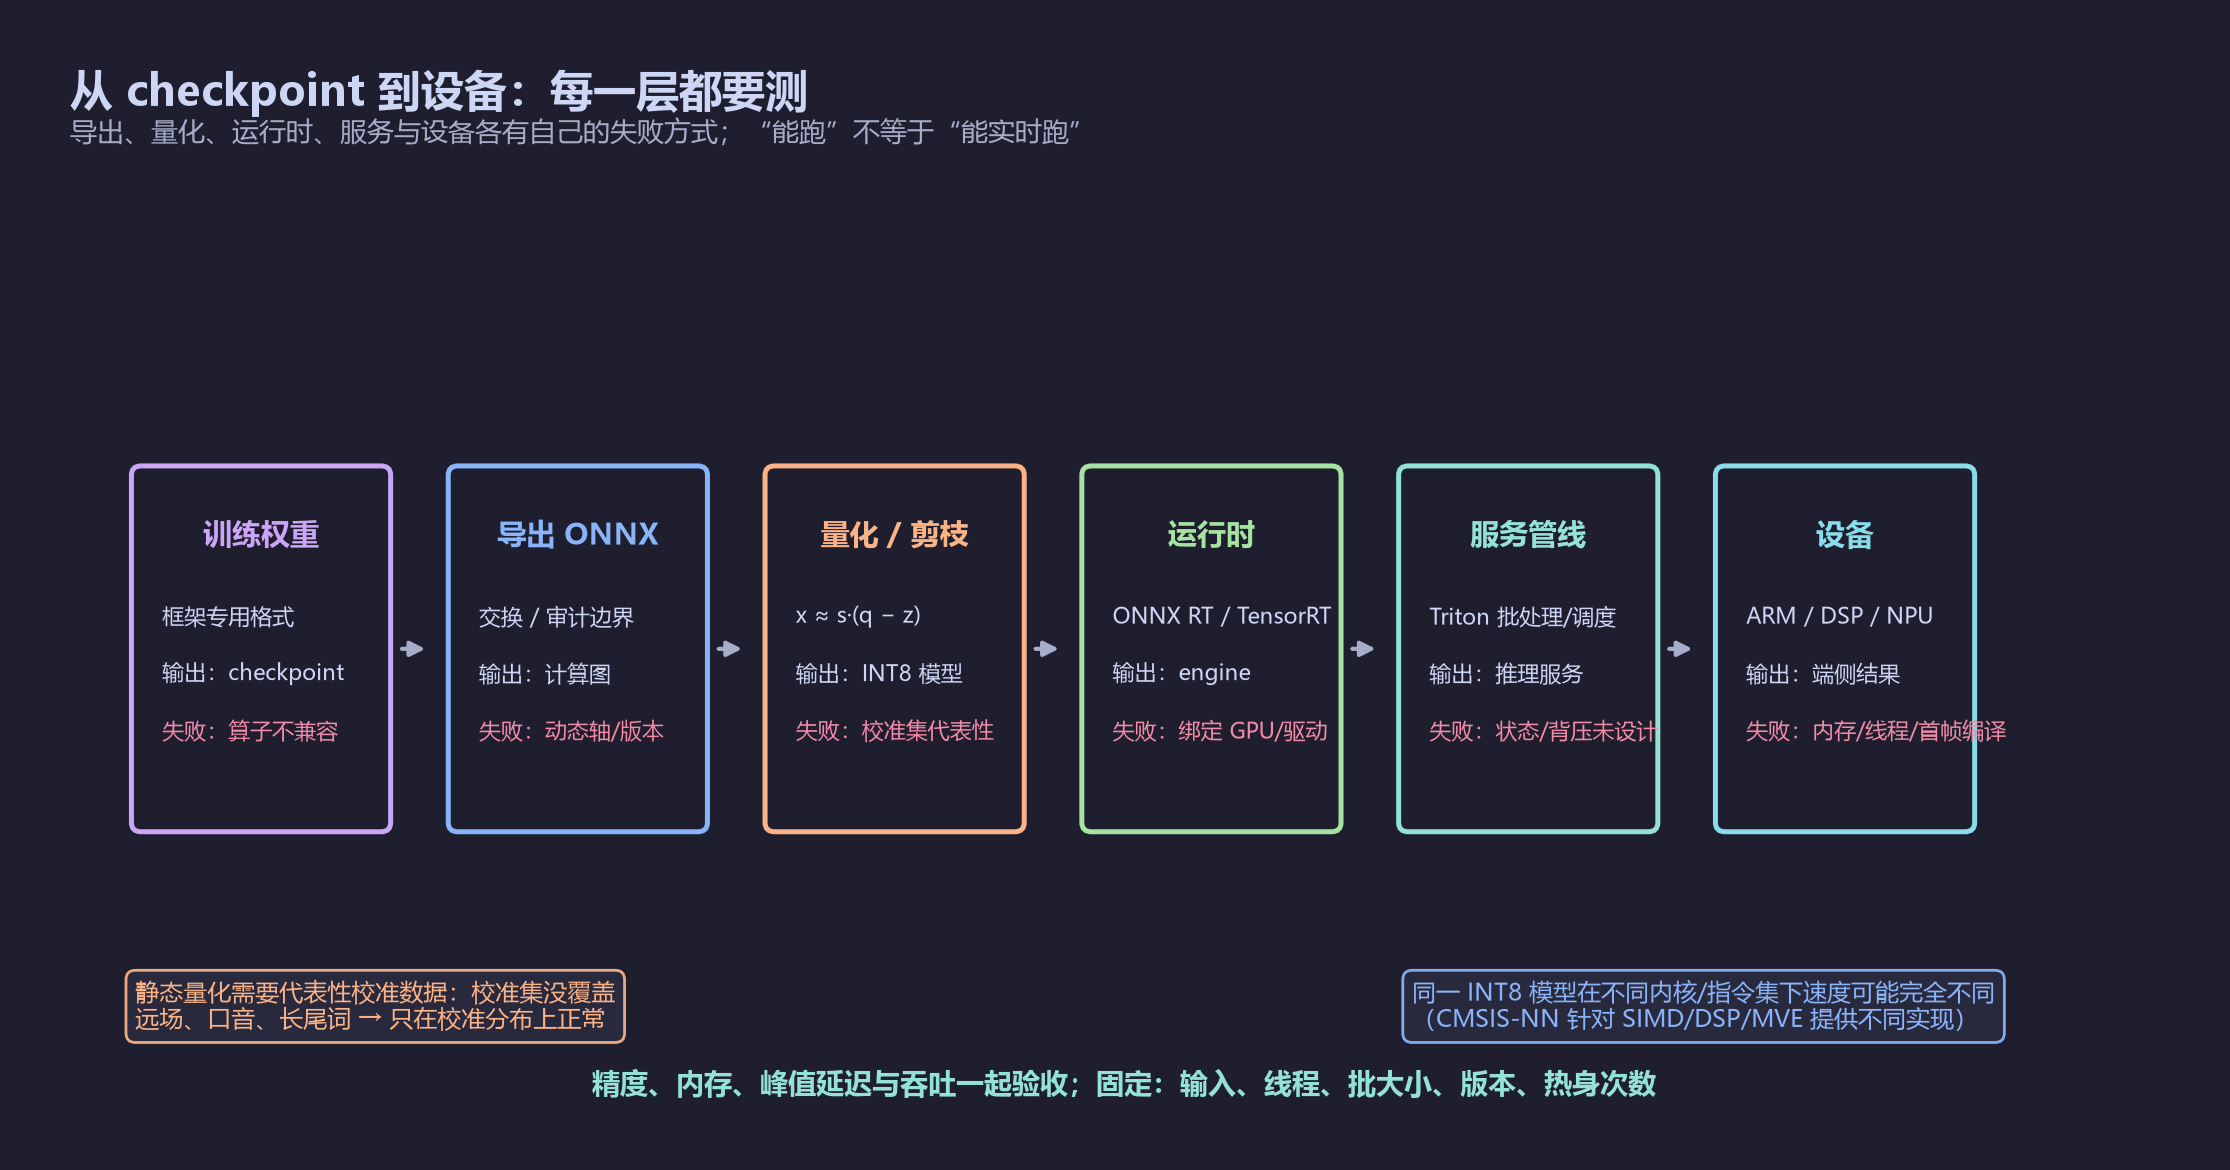 从 checkpoint 到设备：每一层都要测
导出、量化、运行时、服务与设备各有自己的失败方式；“能跑”不等于“能实时跑”
训练权重
框架专用格式
输出：checkpoint
失败：算子不兼容
导出 ONNX
交换 / 审计边界
输出：计算图
失败：动态轴/版本
量化 / 剪枝
x ≈ s·(q − z)
输出：INT8 模型
失败：校准集代表性
运行时
ONNX RT / TensorRT
输出：engine
失败：绑定 GPU/驱动
服务管线
Triton 批处理/调度
输出：推理服务
失败：状态/背压未设计
设备
ARM / DSP / NPU
输出：端侧结果
失败：内存/线程/首帧编译
静态量化需要代表性校准数据：校准集没覆盖
远场、口音、长尾词 → 只在校准分布上正常
同一 INT8 模型在不同内核/指令集下速度可能完全不同
（CMSIS-NN 针对 SIMD/DSP/MVE 提供不同实现）
精度、内存、峰值延迟与吞吐一起验收；固定：输入、线程、批大小、版本、热身次数